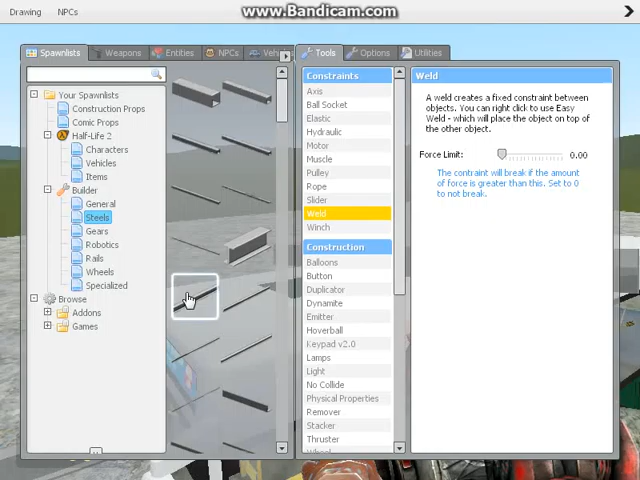 Drawing NPCs
www.Bandicam.com
Spawnlists Weapons Entities NPCs Vehi
Tools Options Utilities
Your Spawnlists
Construction Props
Comic Props
Half-Life 2
Characters
Vehicles
Items
Builder
General
Steels
Gears
Robotics
Rails
Wheels
Specialized
Browse
Addons
Games
Constraints
Axis
Ball Socket
Elastic
Hydraulic
Motor
Muscle
Pulley
Rope
Slider
Weld
Winch
Construction
Balloons
Button
Duplicator
Dynamite
Emitter
Hoverball
Keypad v2.0
Lamps
Light
No Collide
Physical Properties
Remover
Stacker
Thruster
Weld
A weld creates a fixed constraint between
objects. You can right click to use Easy
Weld - which will place the object on top of
the other object.
Force Limit: 0.00
The contraint will break if the amount
of force is greater than this. Set to 0
to not break.